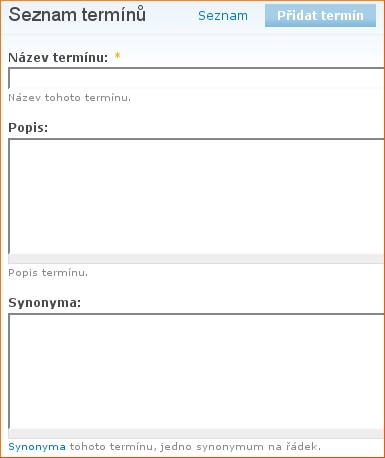 Seznam termínů Seznam Přidat termín
Název termínu: *
Název tohoto termínu.
Popis:
Popis termínu.
Synonyma:
Synonyma tohoto termínu, jedno synonymum na řádek.